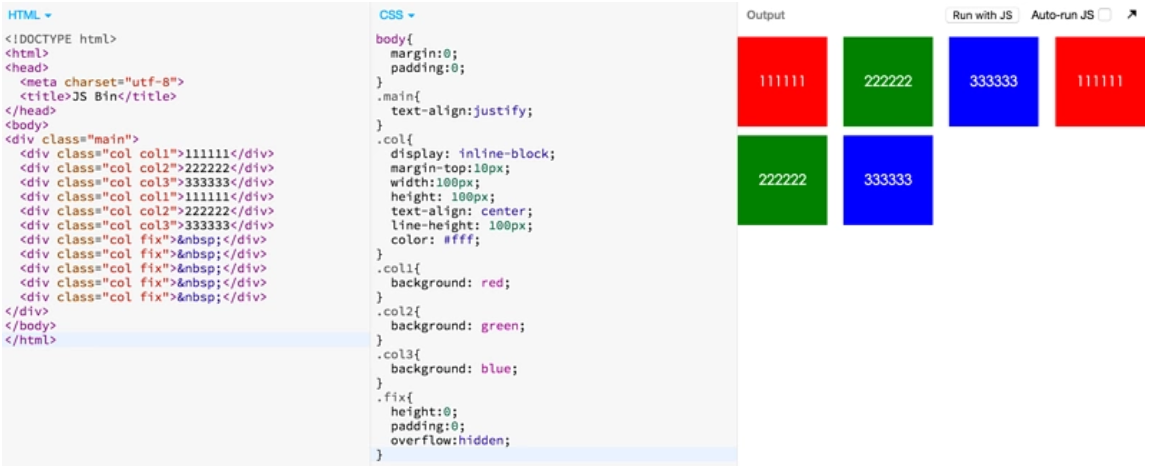 HTML
<!DOCTYPE html>
<html>
<head>
  <meta charset="utf-8">
  <title>JS Bin</title>
</head>
<body>
<div class="main">
  <div class="col col1">111111</div>
  <div class="col col2">222222</div>
  <div class="col col3">333333</div>
  <div class="col col1">111111</div>
  <div class="col col2">222222</div>
  <div class="col col3">333333</div>
  <div class="col fix">&nbsp;</div>
  <div class="col fix">&nbsp;</div>
  <div class="col fix">&nbsp;</div>
  <div class="col fix">&nbsp;</div>
  <div class="col fix">&nbsp;</div>
</div>
</body>
</html>
CSS
body{
  margin:0;
  padding:0;
}
.main{
  text-align:justify;
}
.col{
  display: inline-block;
  margin-top:10px;
  width:100px;
  height: 100px;
  text-align: center;
  line-height: 100px;
  color: #fff;
}
.col1{
  background: red;
}
.col2{
  background: green;
}
.col3{
  background: blue;
}
.fix{
  height:0;
  padding:0;
  overflow:hidden;
}
Output Run with JS Auto-run JS
111111 222222 333333 111111
222222 333333